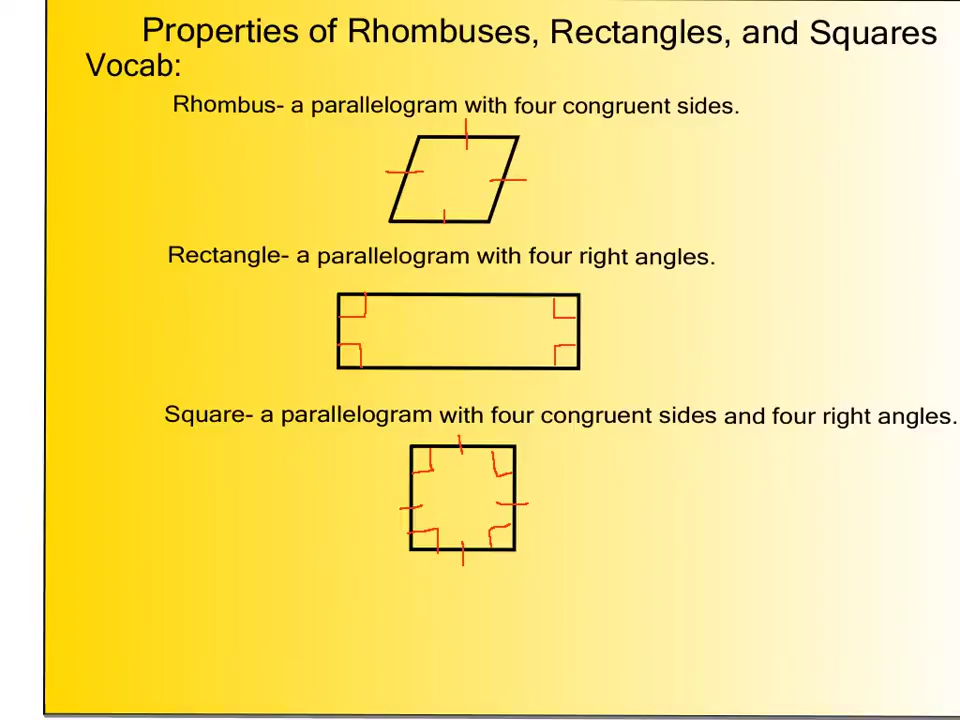 Properties of Rhombuses, Rectangles, and Squares
Vocab:
Rhombus- a parallelogram with four congruent sides.
Rectangle- a parallelogram with four right angles.
Square- a parallelogram with four congruent sides and four right angles.